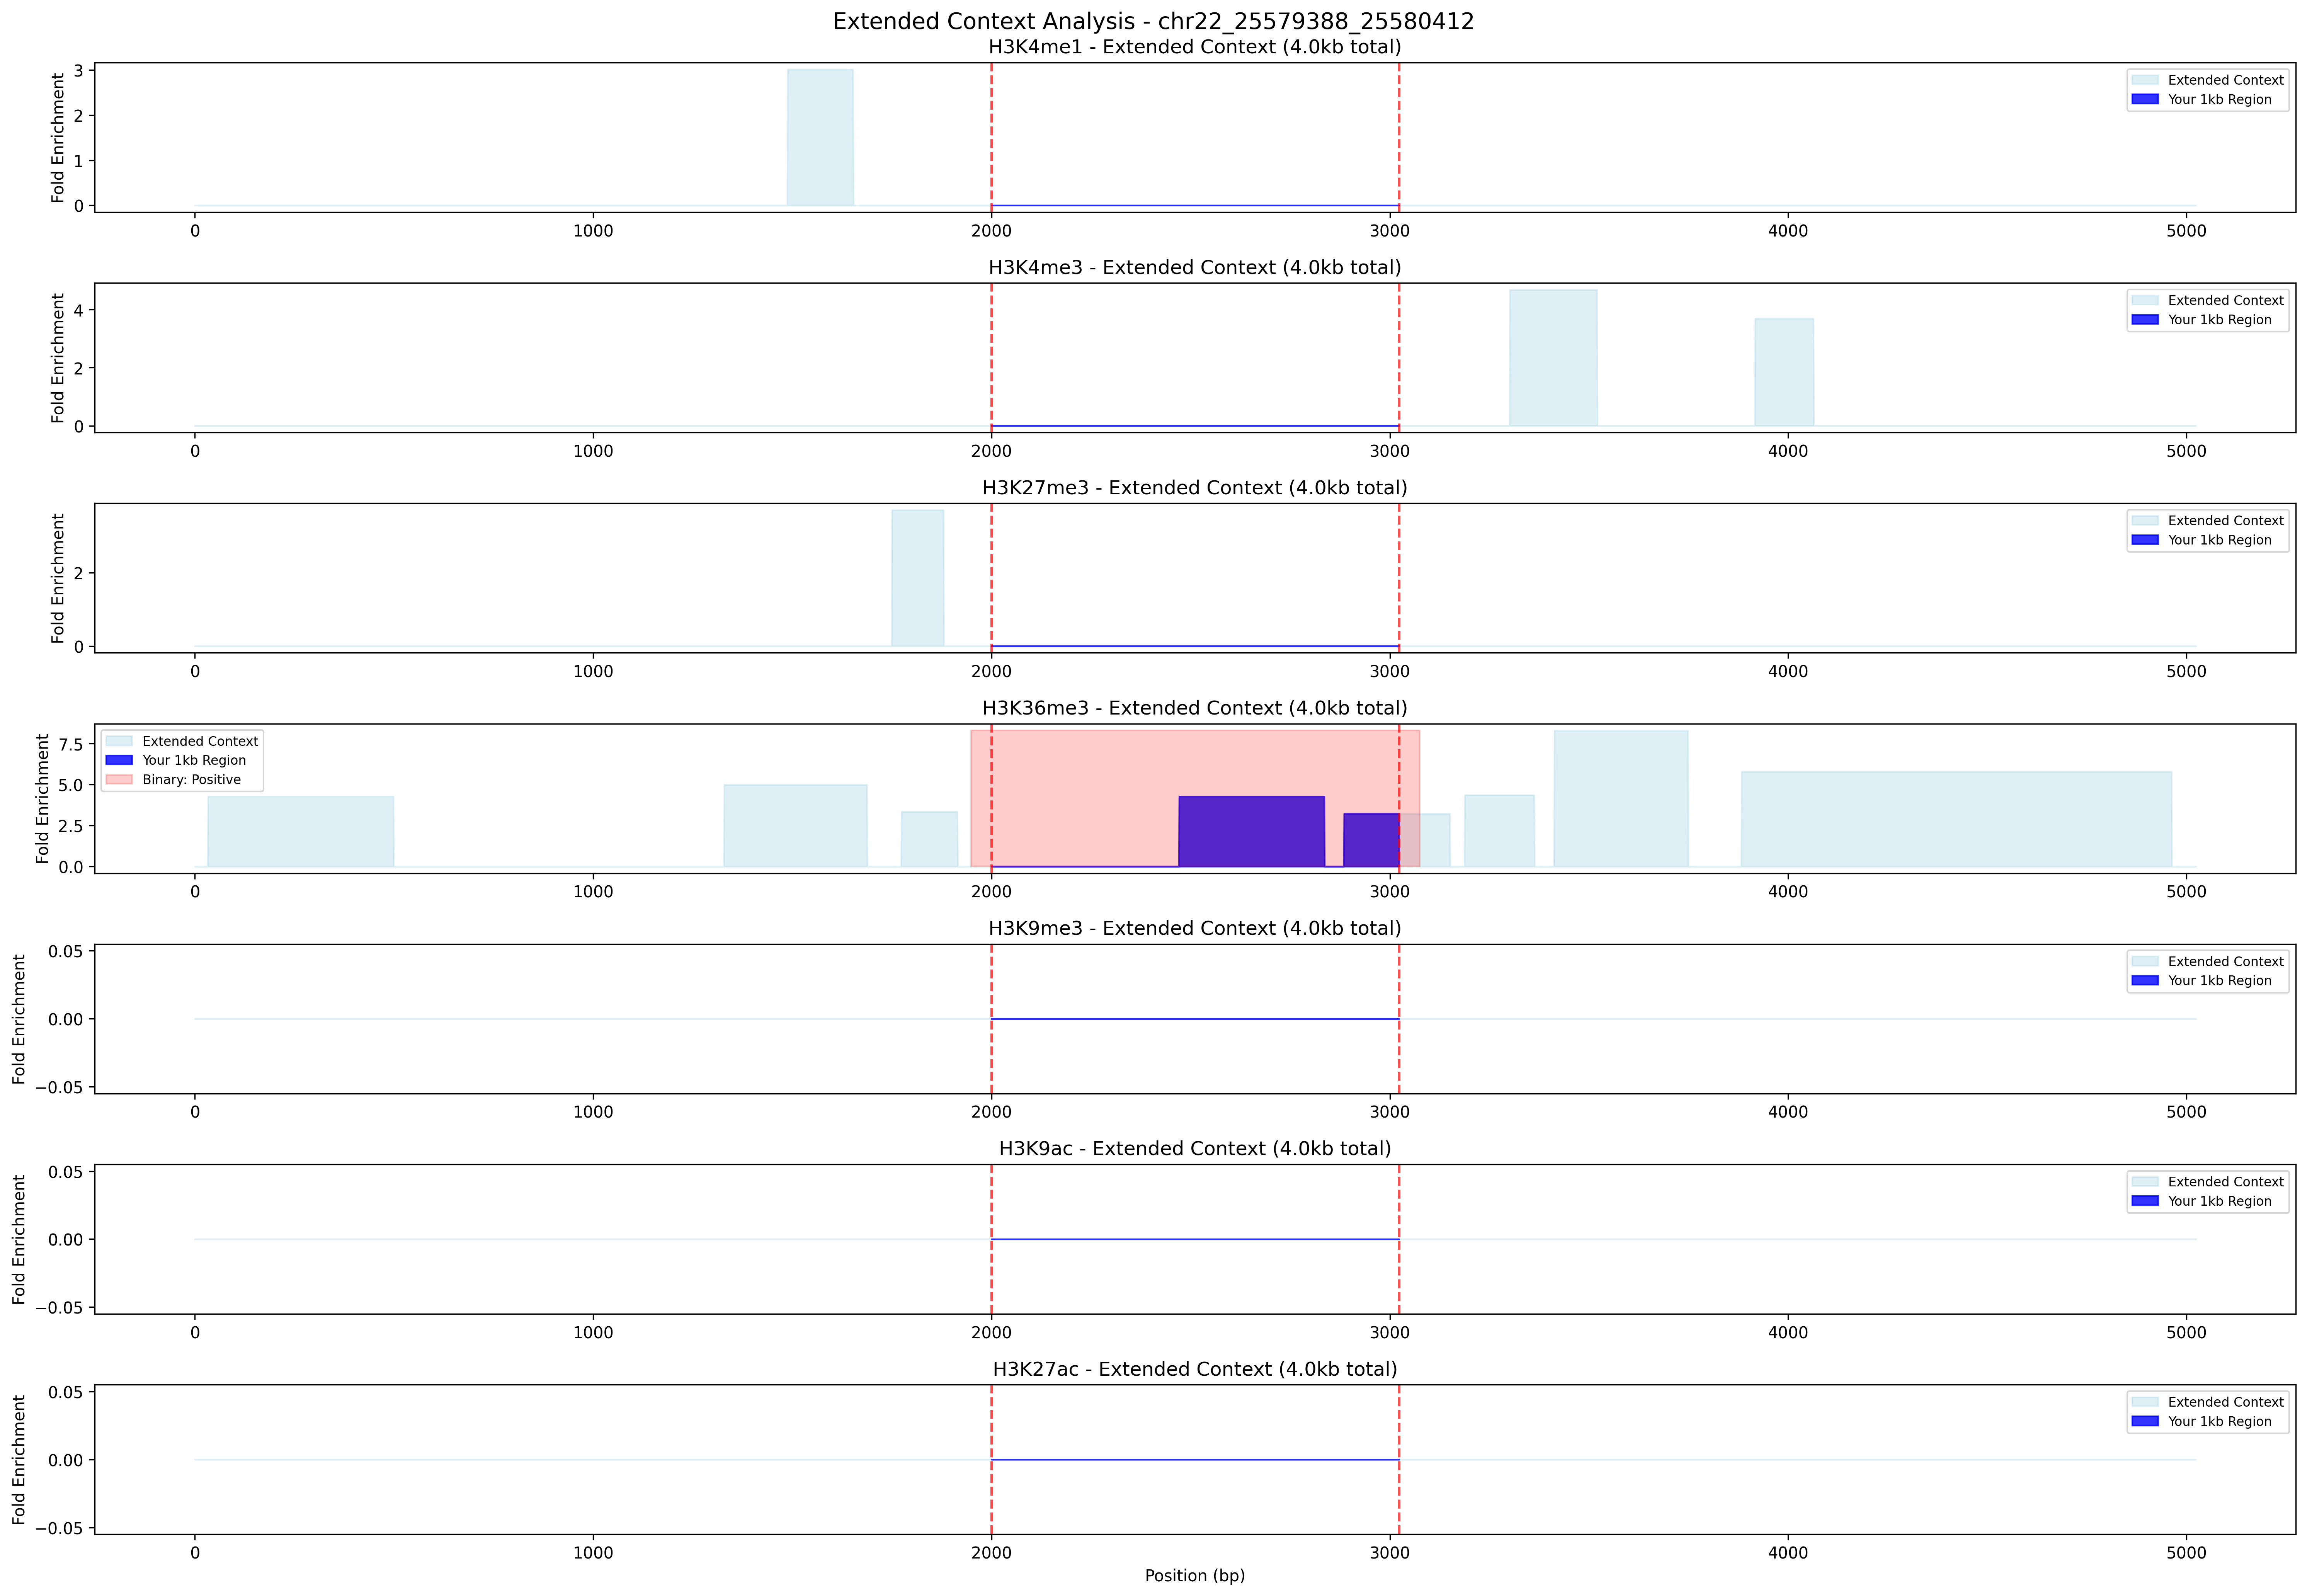 Extended Context Analysis - chr22_25579388_25580412
H3K4me1 - Extended Context (4.0kb total)
Fold Enrichment
3
2
1
0
Extended Context
Your 1kb Region
0 1000 2000 3000 4000 5000
H3K4me3 - Extended Context (4.0kb total)
Fold Enrichment
4
2
0
Extended Context
Your 1kb Region
0 1000 2000 3000 4000 5000
H3K27me3 - Extended Context (4.0kb total)
Fold Enrichment
2
0
Extended Context
Your 1kb Region
0 1000 2000 3000 4000 5000
H3K36me3 - Extended Context (4.0kb total)
Fold Enrichment
7.5
5.0
2.5
0.0
Extended Context
Your 1kb Region
Binary: Positive
0 1000 2000 3000 4000 5000
H3K9me3 - Extended Context (4.0kb total)
Fold Enrichment
0.05
0.00
−0.05
Extended Context
Your 1kb Region
0 1000 2000 3000 4000 5000
H3K9ac - Extended Context (4.0kb total)
Fold Enrichment
0.05
0.00
−0.05
Extended Context
Your 1kb Region
0 1000 2000 3000 4000 5000
H3K27ac - Extended Context (4.0kb total)
Fold Enrichment
0.05
0.00
−0.05
Extended Context
Your 1kb Region
0 1000 2000 3000 4000 5000
Position (bp)